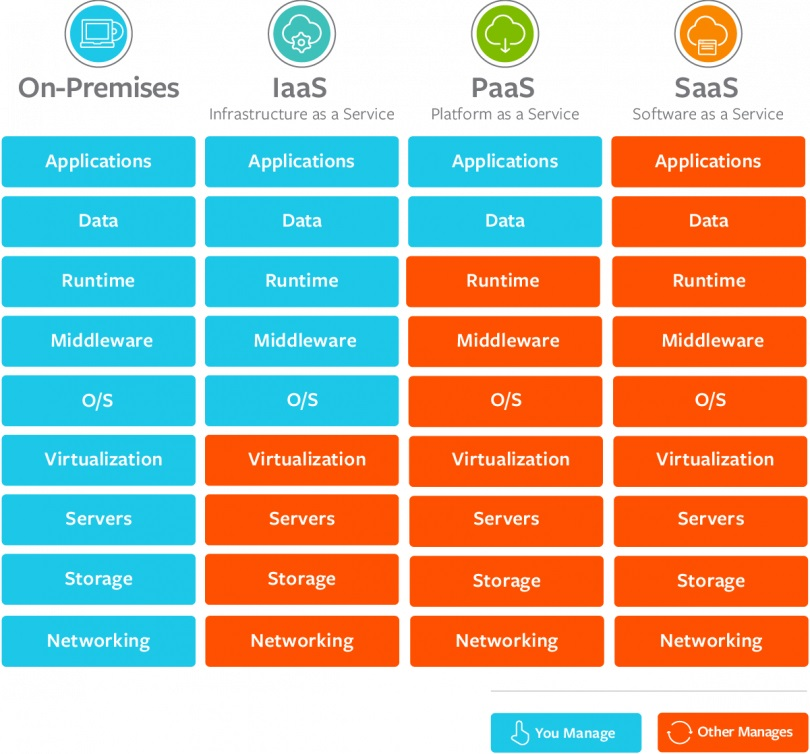 On-Premises
IaaS
Infrastructure as a Service
PaaS
Platform as a Service
SaaS
Software as a Service
Applications
Applications
Applications
Applications
Data
Data
Data
Data
Runtime
Runtime
Runtime
Runtime
Middleware
Middleware
Middleware
Middleware
O/S
O/S
O/S
O/S
Virtualization
Virtualization
Virtualization
Virtualization
Servers
Servers
Servers
Servers
Storage
Storage
Storage
Storage
Networking
Networking
Networking
Networking
You Manage
Other Manages